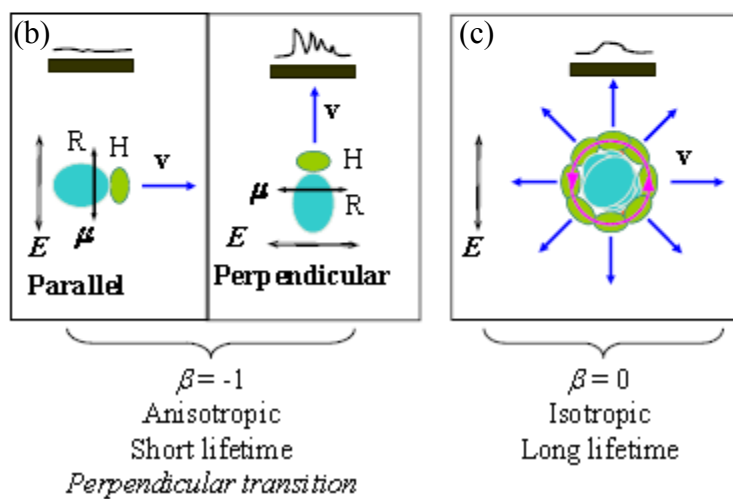 (b)
R H v
E μ
Parallel
v
H
μ
R
E
Perpendicular
β = -1
Anisotropic
Short lifetime
Perpendicular transition
(c)
v
E
β = 0
Isotropic
Long lifetime